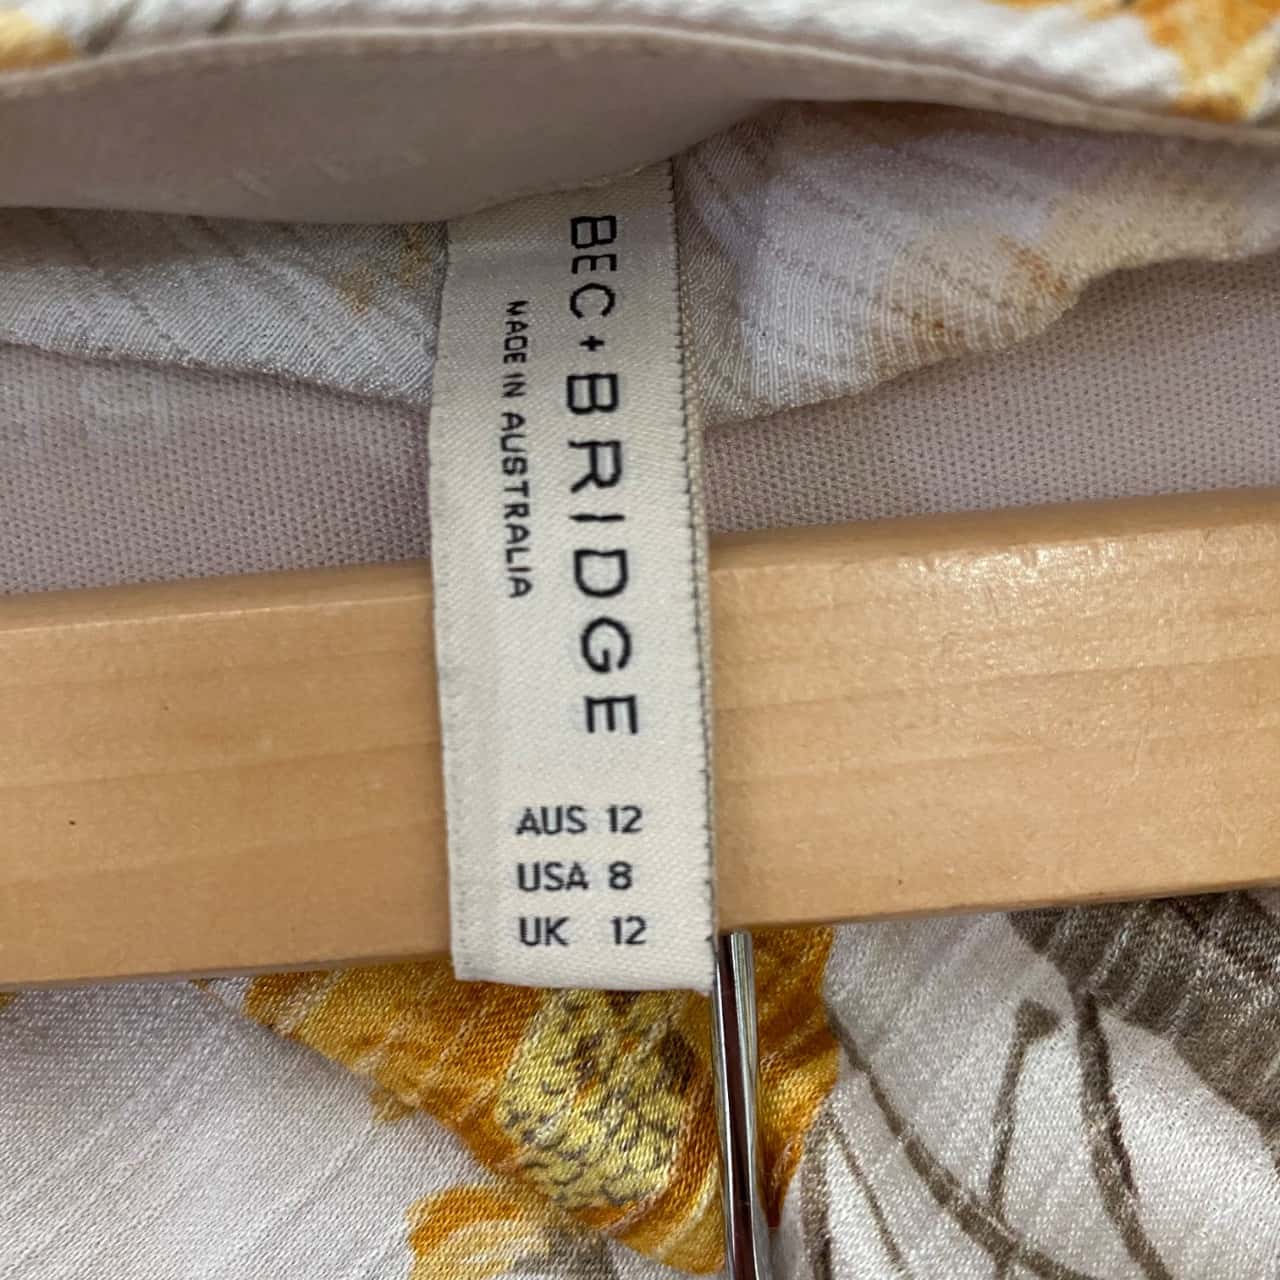 BEC + BRIDGE
MADE IN AUSTRALIA
AUS 12
USA 8
UK 12